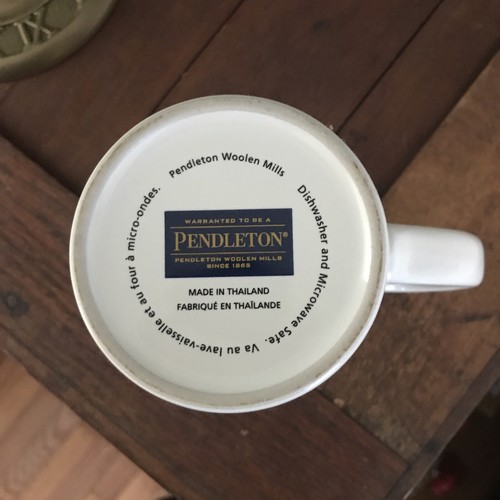 Pendleton Woolen Mills
Dishwasher and Microwave Safe. Va au lave-vaisselle et au four à micro-ondes.
WARRANTED TO BE A
PENDLETON®
PENDLETON WOOLEN MILLS
SINCE 1863
MADE IN THAILAND
FABRIQUÉ EN THAÏLANDE
IX